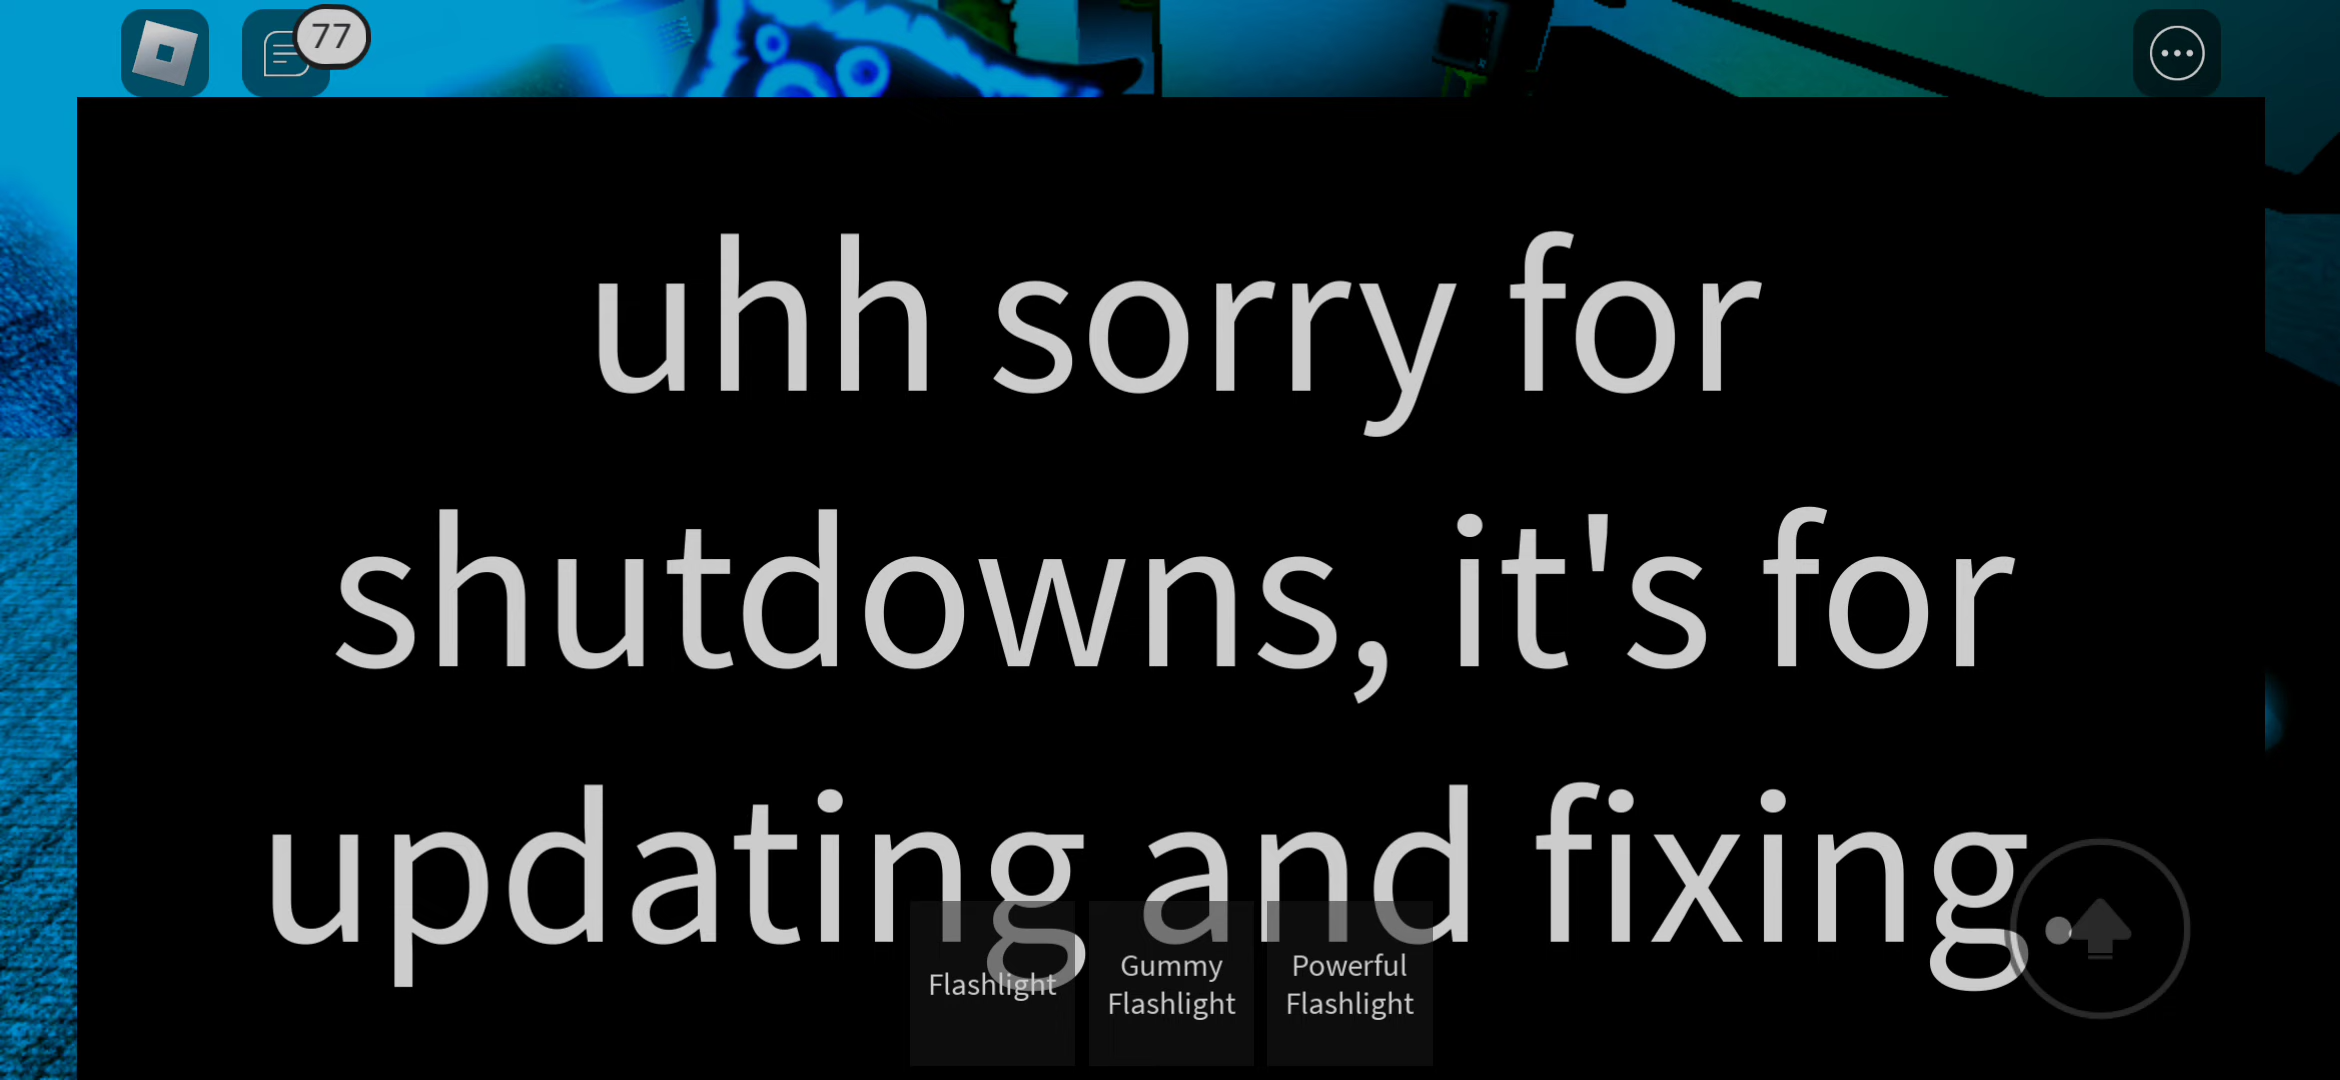 77
uhh sorry for
shutdowns, it's for
updating and fixing.
Flashlight
Gummy
Flashlight
Powerful
Flashlight